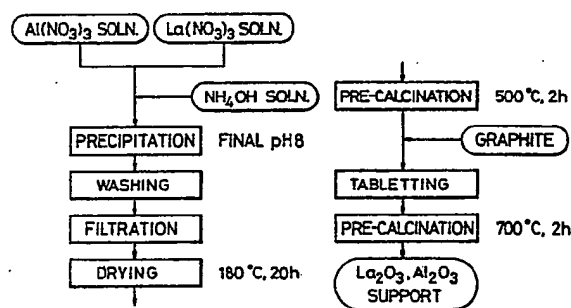 Al(NO3)3 SOLN.
La(NO3)3 SOLN.
NH4OH SOLN.
PRECIPITATION FINAL pH8
WASHING
FILTRATION
DRYING 180°C, 20h
PRE-CALCINATION 500°C, 2h
GRAPHITE
TABLETTING
PRE-CALCINATION 700°C, 2h
La2O3, Al2O3
SUPPORT